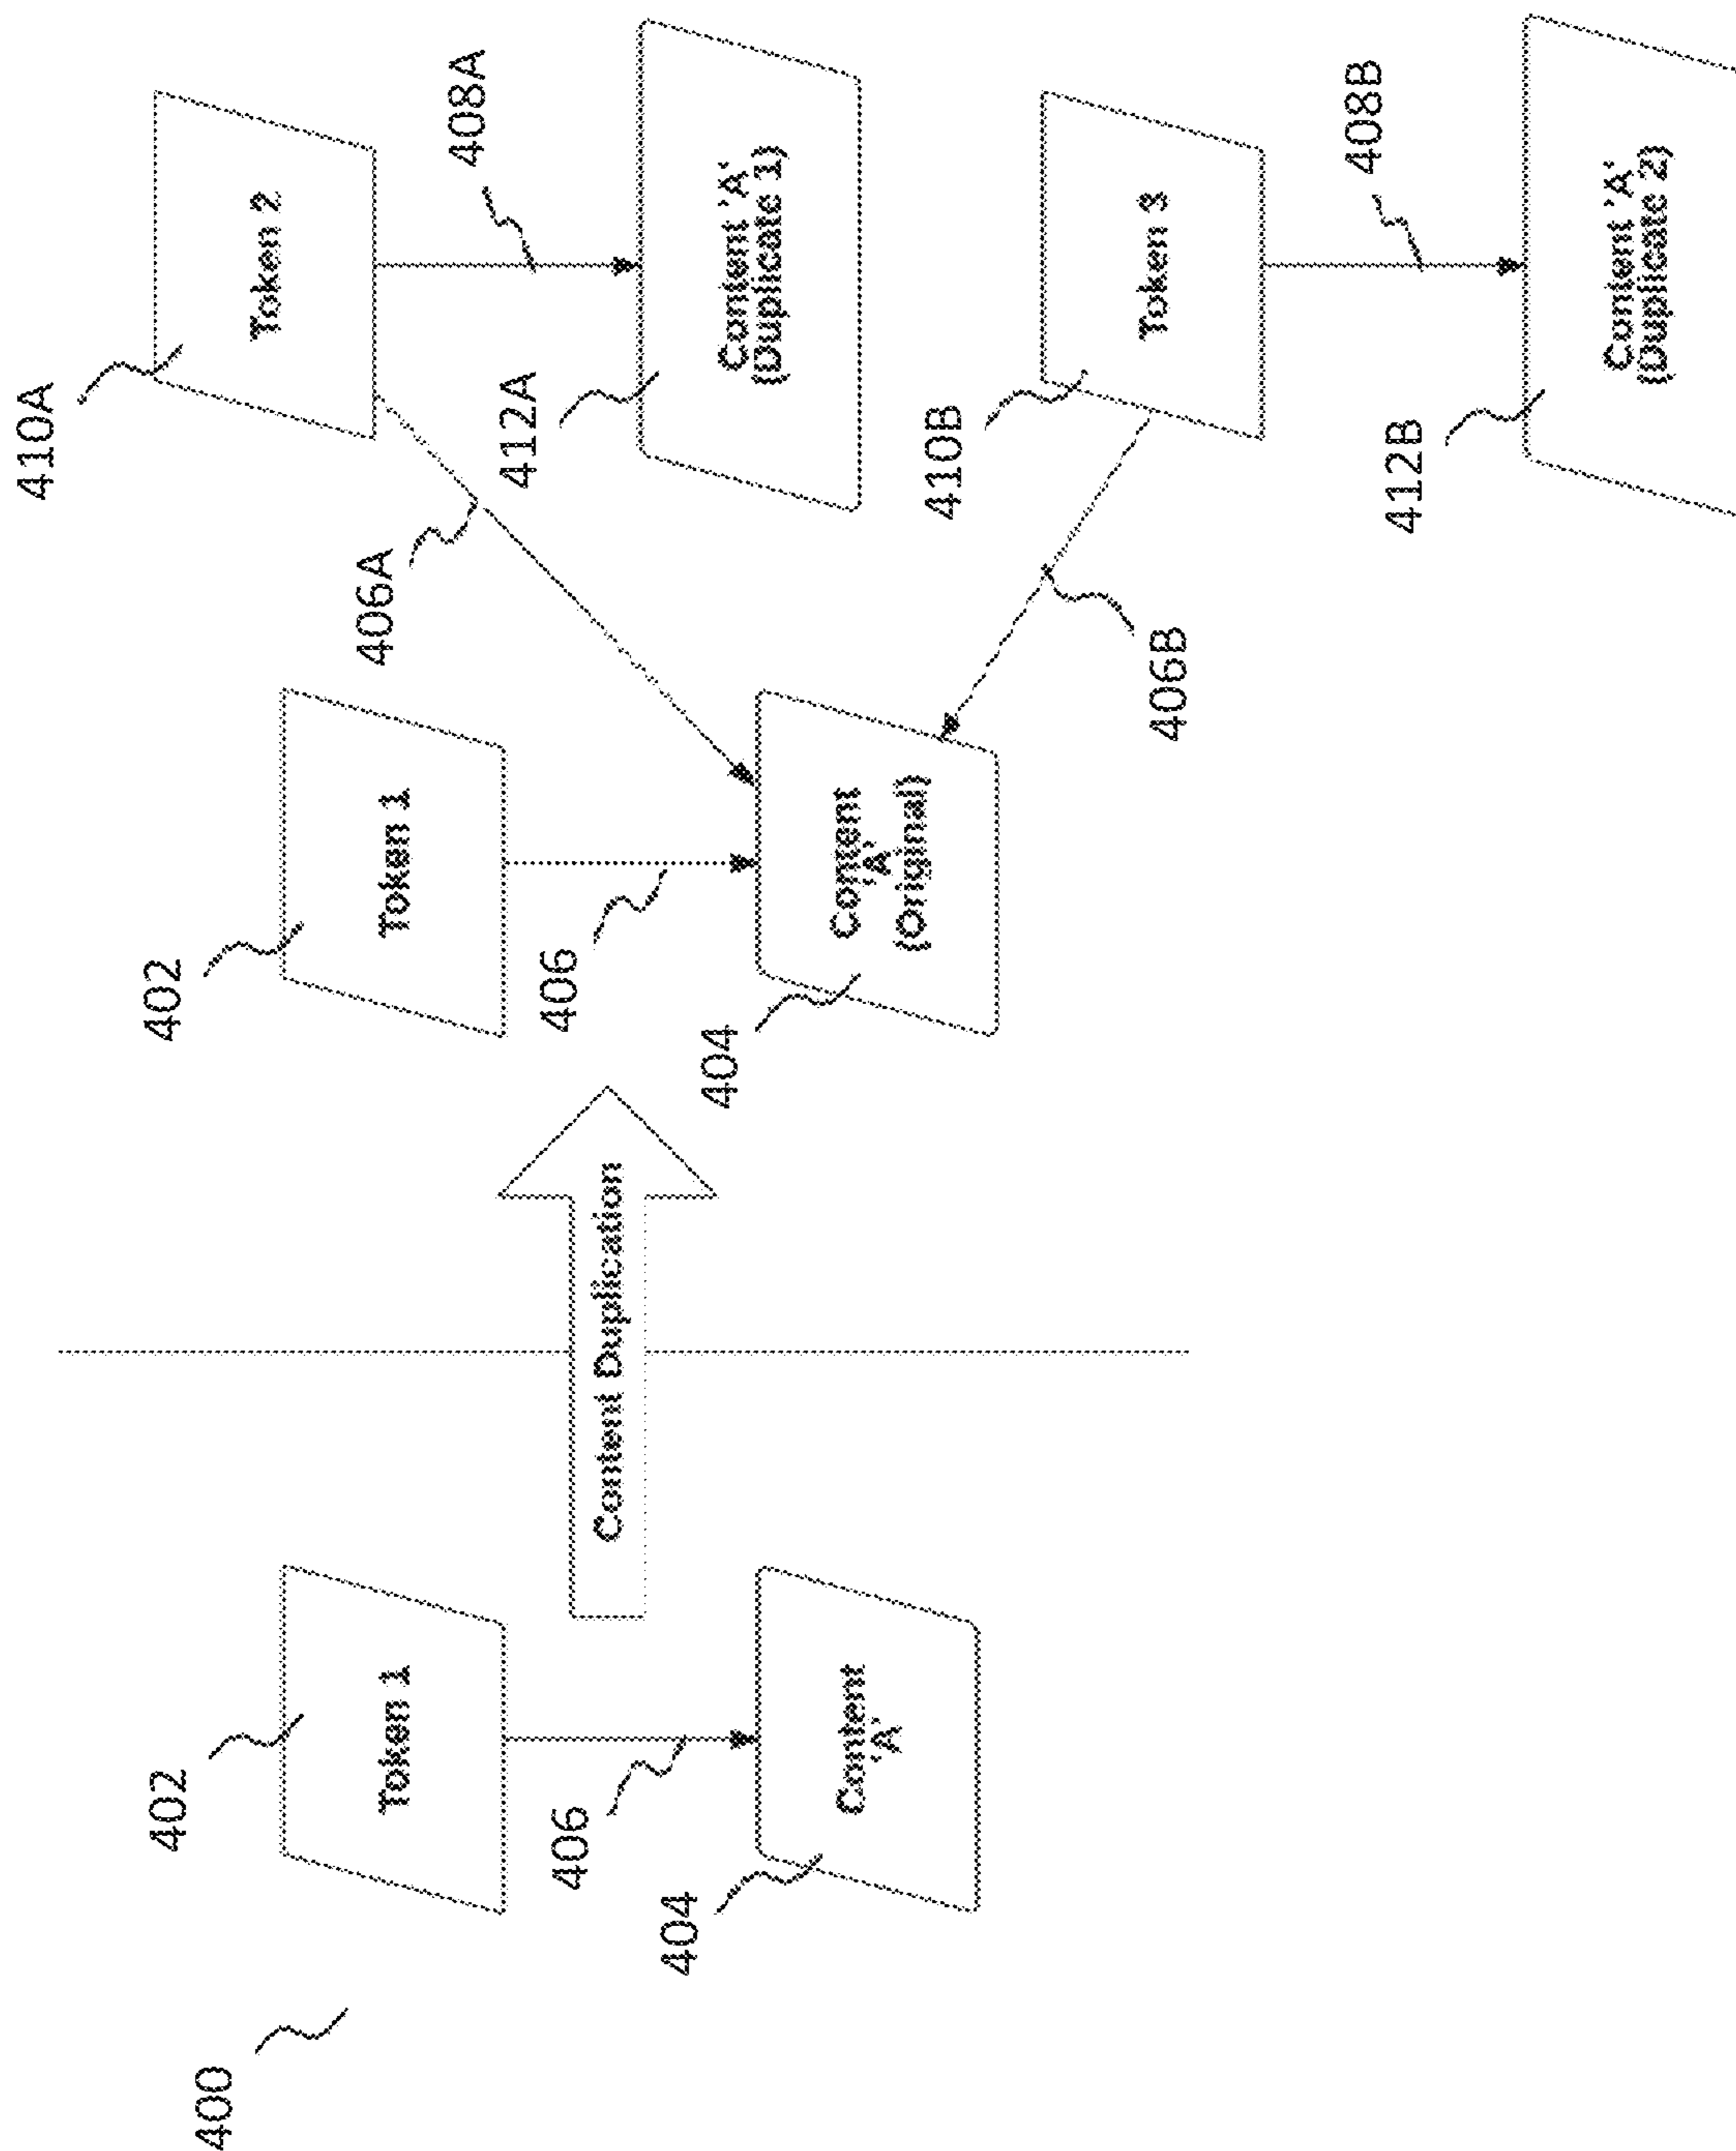 400
402
Token 1
406
404
Content
'A'
Content Duplication
402
Token 1
406
404
Content
'A'
(Original)
410A
Token 2
406A
408A
412A
Content 'A'
(Duplicate 1)
410B
Token 3
406B
408B
412B
Content 'A'
(Duplicate 2)